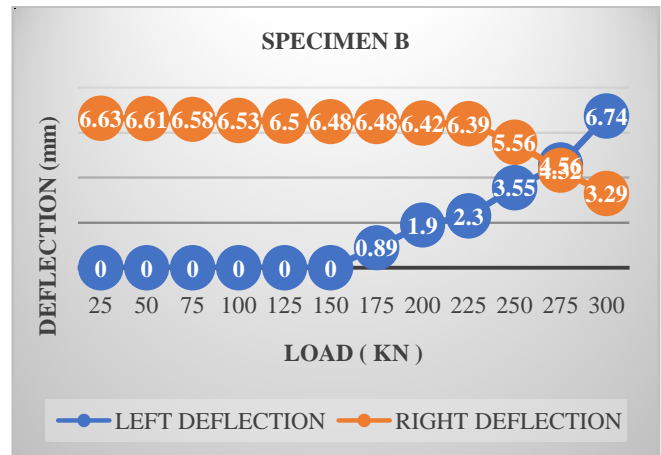 SPECIMEN B
DEFLECTION (mm)
6.63 6.61 6.58 6.53 6.5 6.48 6.48 6.42 6.39 5.56 3.29
0 0 0 0 0 0 0.89 1.9 2.3 3.55 4.56 6.74
25 50 75 100 125 150 175 200 225 250 275 300
LOAD ( KN )
LEFT DEFLECTION RIGHT DEFLECTION